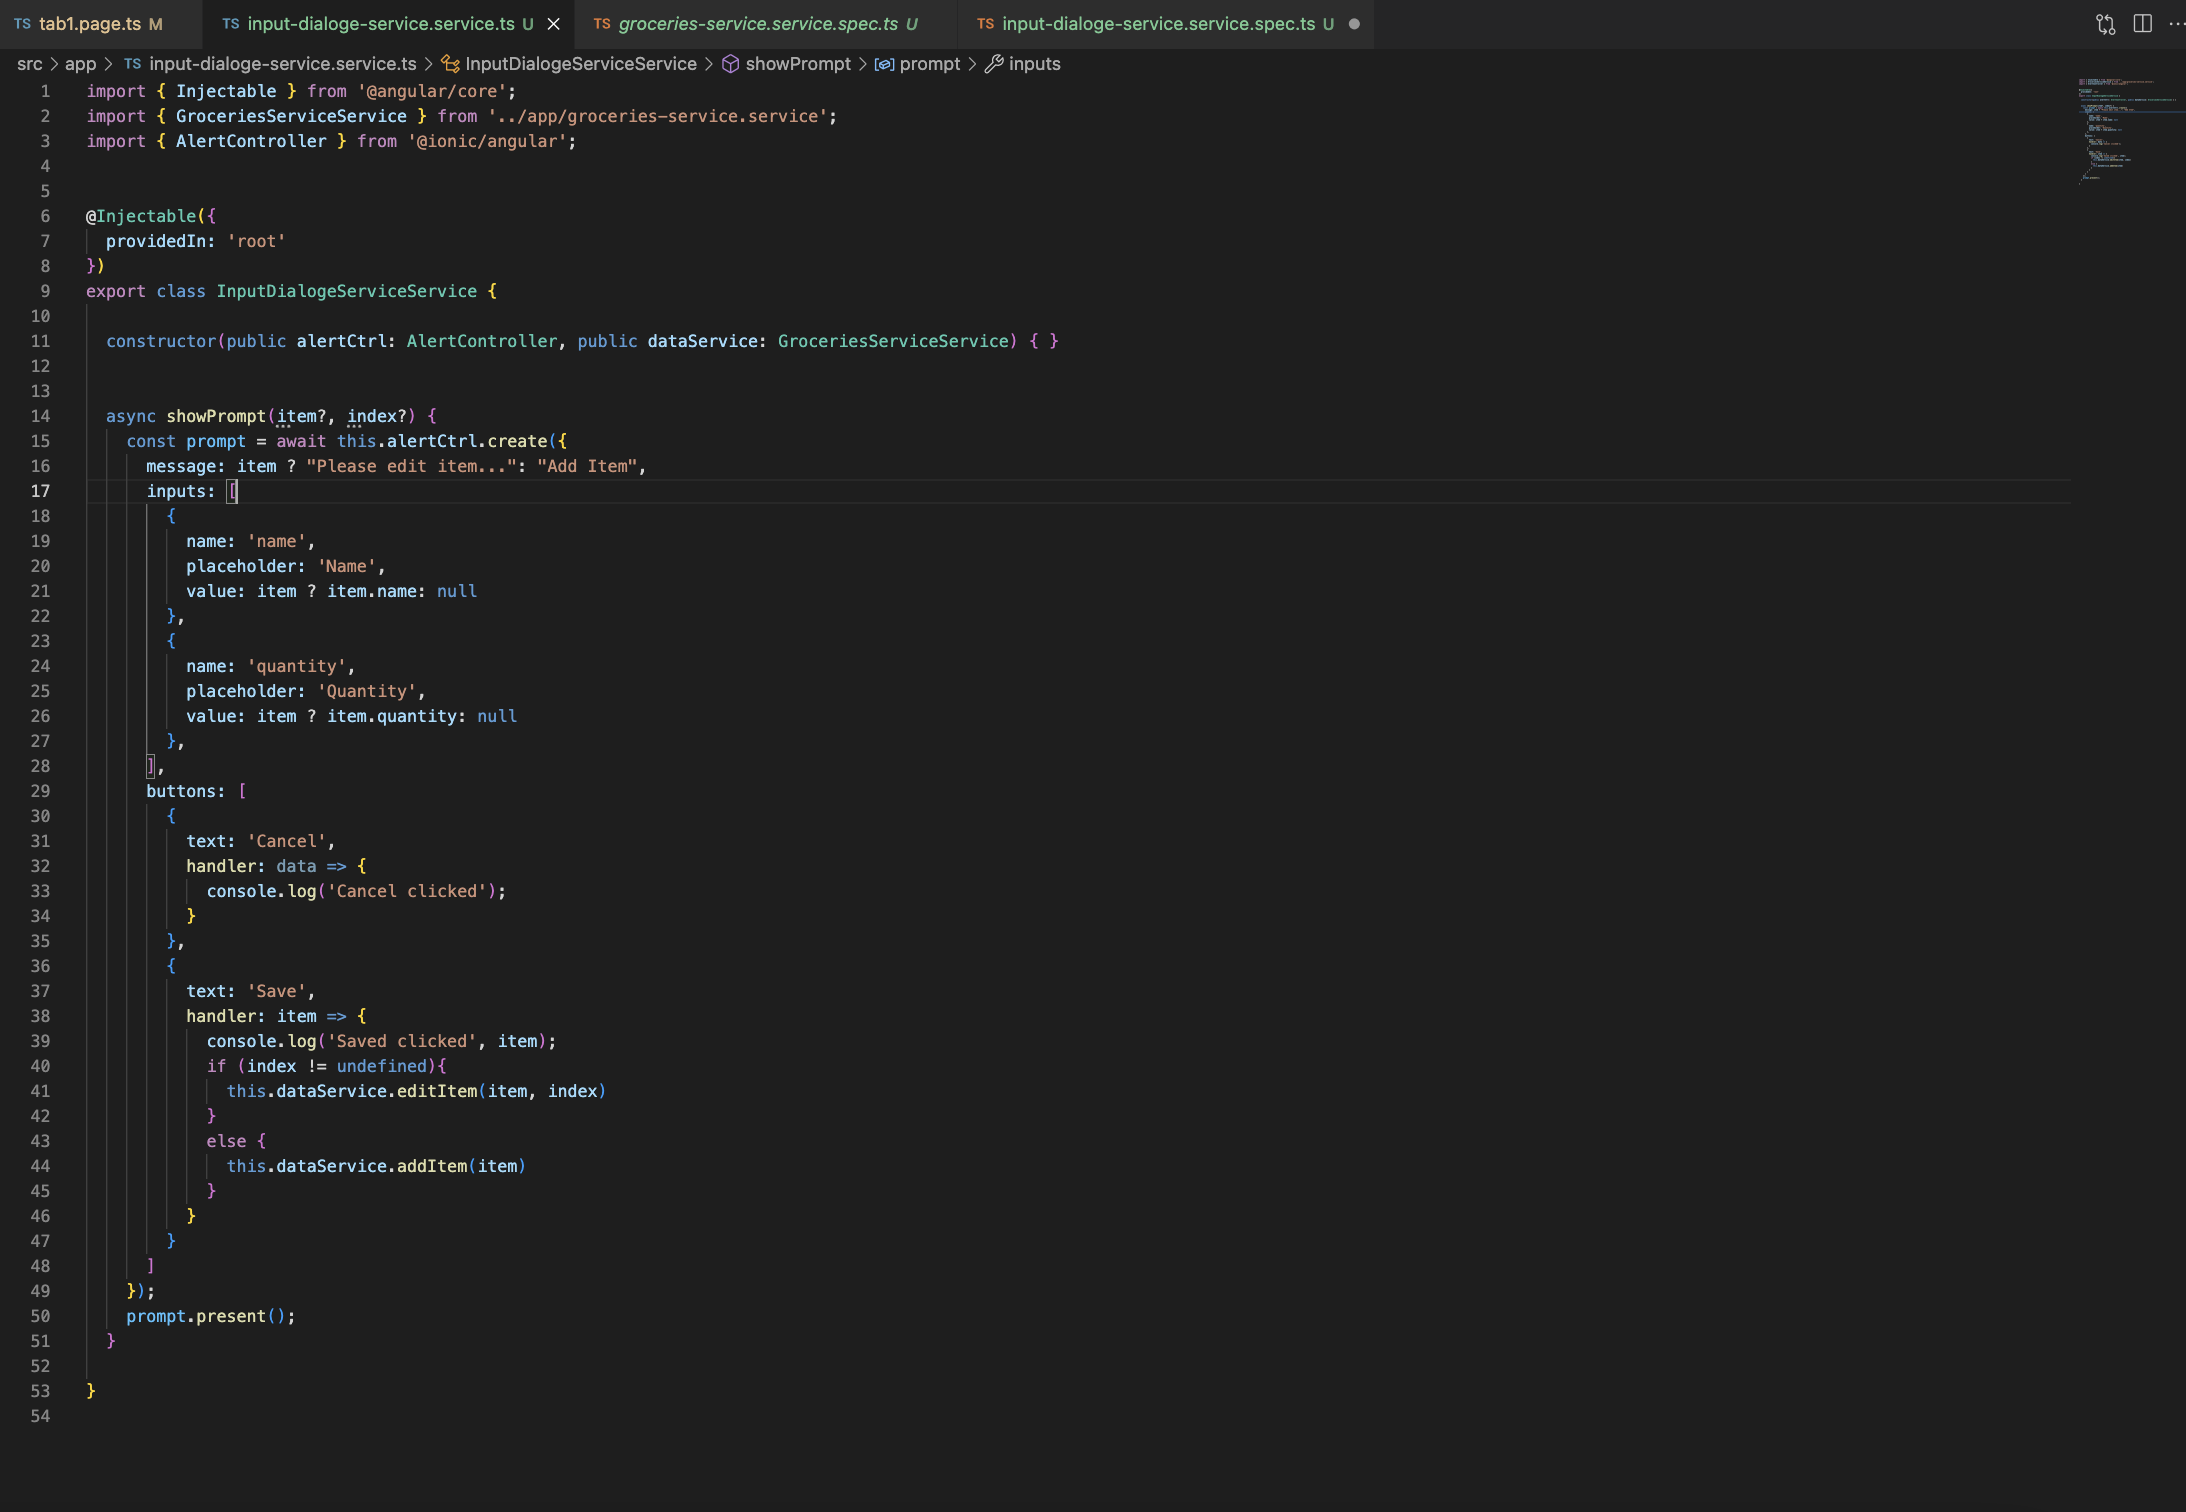 TS tab1.page.ts M TS input-dialoge-service.service.ts U TS groceries-service.service.spec.ts U TS input-dialoge-service.service.spec.ts U
src > app > TS input-dialoge-service.service.ts > InputDialogeServiceService > showPrompt > prompt > inputs
1 import { Injectable } from '@angular/core';
2 import { GroceriesServiceService } from '../app/groceries-service.service';
3 import { AlertController } from '@ionic/angular';
4
5
6 @Injectable({
7   providedIn: 'root'
8 })
9 export class InputDialogeServiceService {
10
11   constructor(public alertCtrl: AlertController, public dataService: GroceriesServiceService) { }
12
13
14   async showPrompt(item?, index?) {
15     const prompt = await this.alertCtrl.create({
16       message: item ? "Please edit item...": "Add Item",
17       inputs: [
18         {
19           name: 'name',
20           placeholder: 'Name',
21           value: item ? item.name: null
22         },
23         {
24           name: 'quantity',
25           placeholder: 'Quantity',
26           value: item ? item.quantity: null
27         },
28       ],
29       buttons: [
30         {
31           text: 'Cancel',
32           handler: data => {
33             console.log('Cancel clicked');
34           }
35         },
36         {
37           text: 'Save',
38           handler: item => {
39             console.log('Saved clicked', item);
40             if (index != undefined){
41               this.dataService.editItem(item, index)
42             }
43             else {
44               this.dataService.addItem(item)
45             }
46           }
47         }
48       ]
49     });
50     prompt.present();
51   }
52
53 }
54